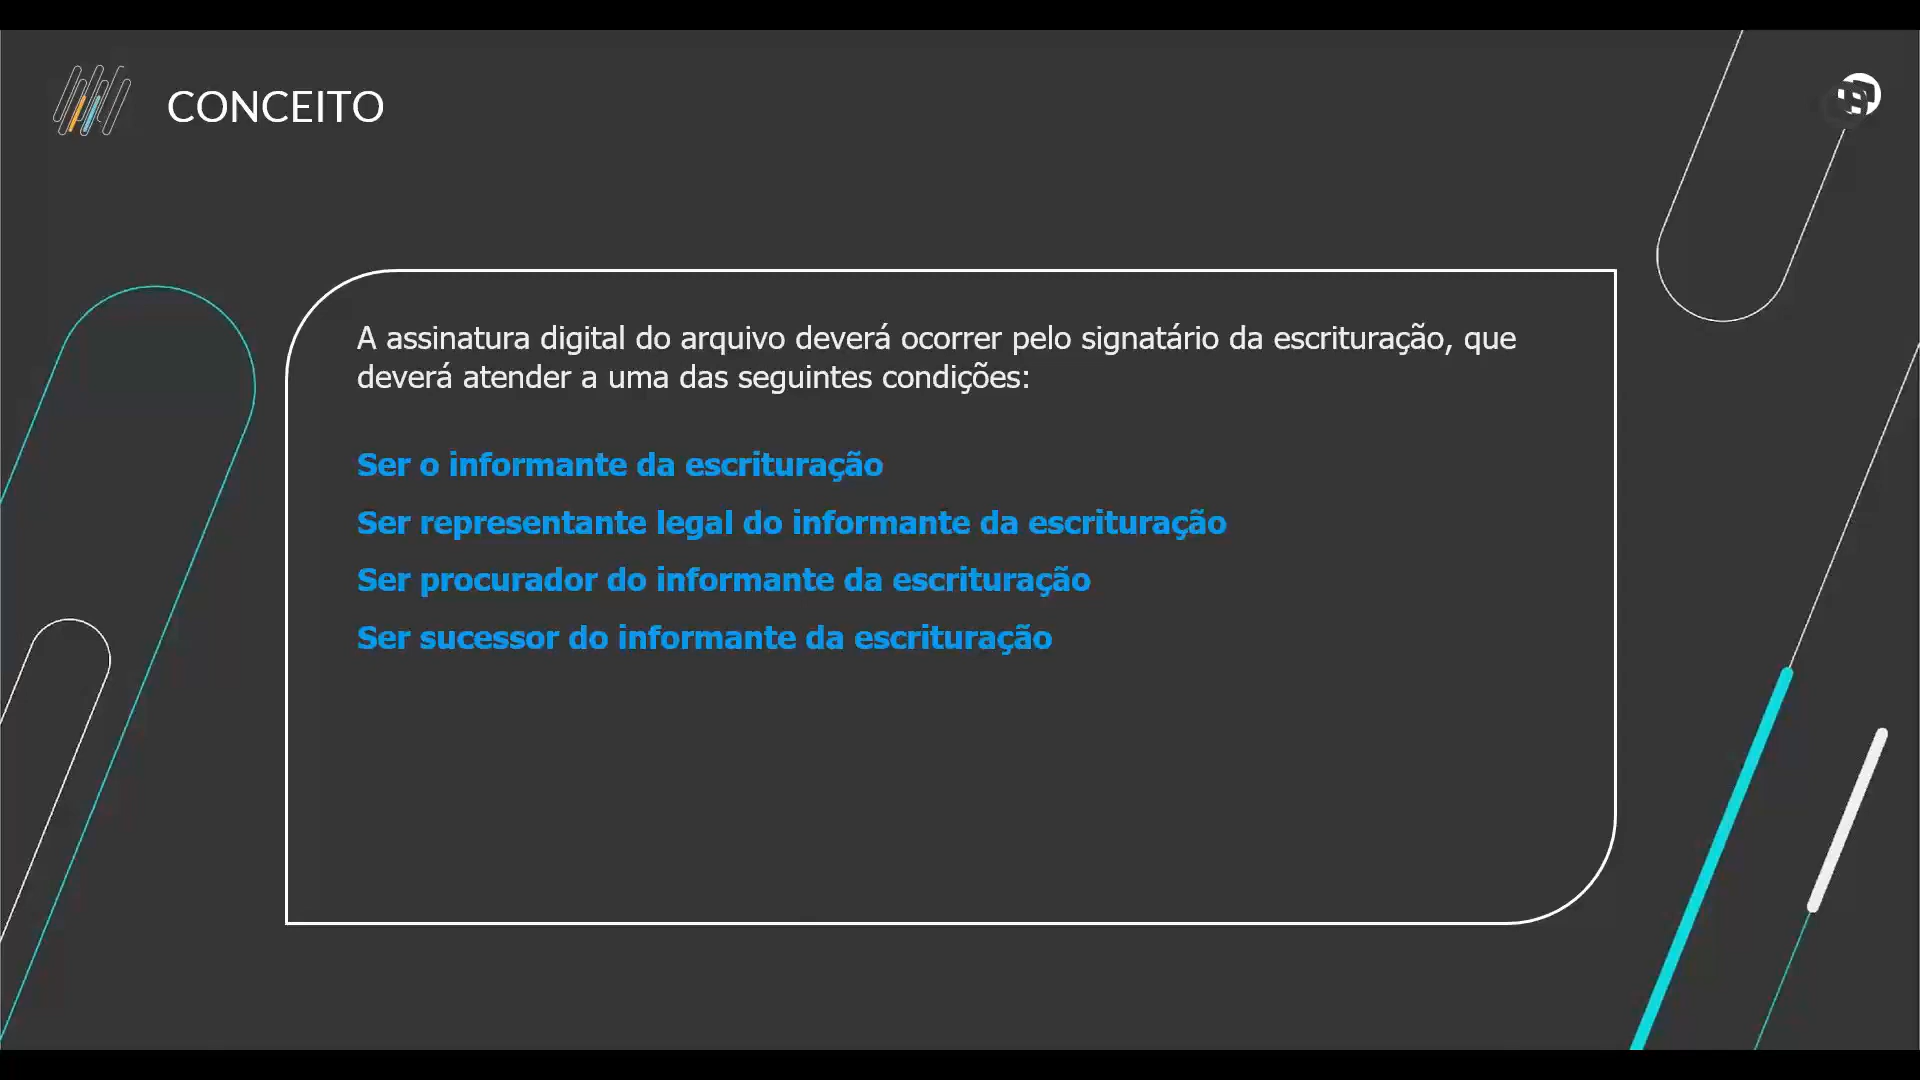 CONCEITO
A assinatura digital do arquivo deverá ocorrer pelo signatário da escrituração, que
deverá atender a uma das seguintes condições:
Ser o informante da escrituração
Ser representante legal do informante da escrituração
Ser procurador do informante da escrituração
Ser sucessor do informante da escrituração